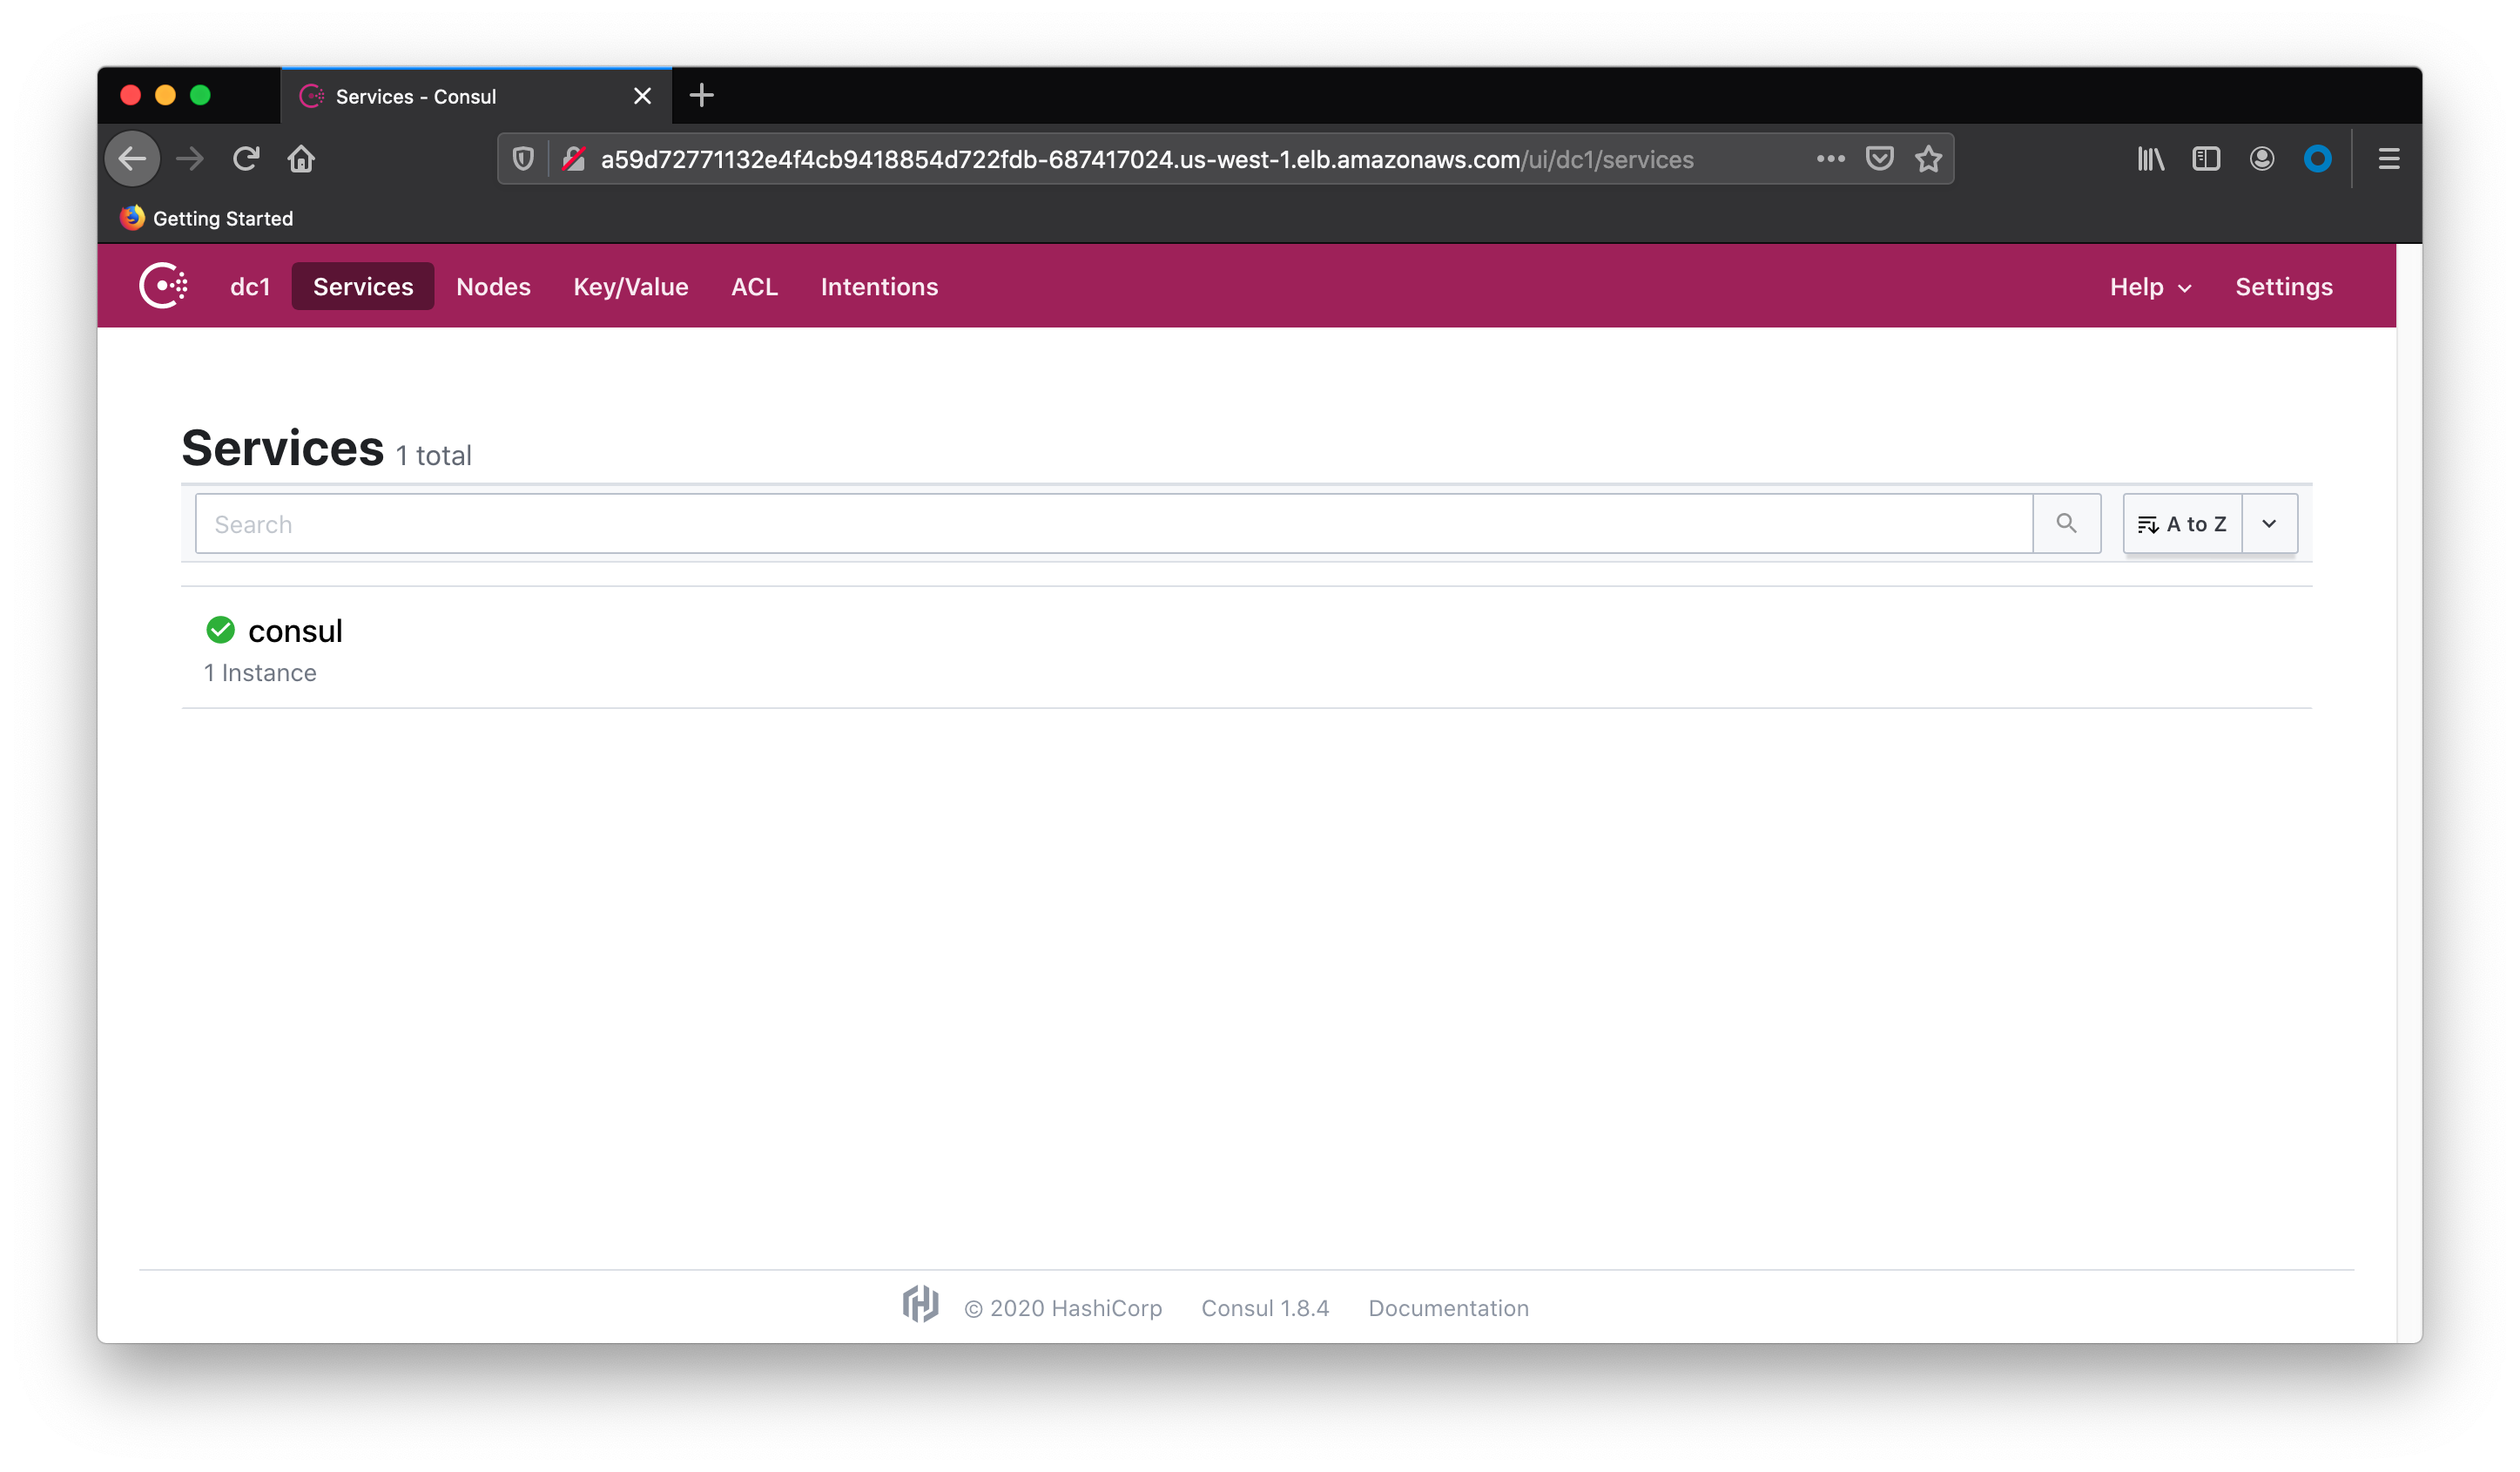 Services - Consul
a59d72771132e4f4cb9418854d722fdb-687417024.us-west-1.elb.amazonaws.com/ui/dc1/services
Getting Started
dc1 Services Nodes Key/Value ACL Intentions Help Settings
Services 1 total
Search A to Z
consul
1 Instance
© 2020 HashiCorp Consul 1.8.4 Documentation